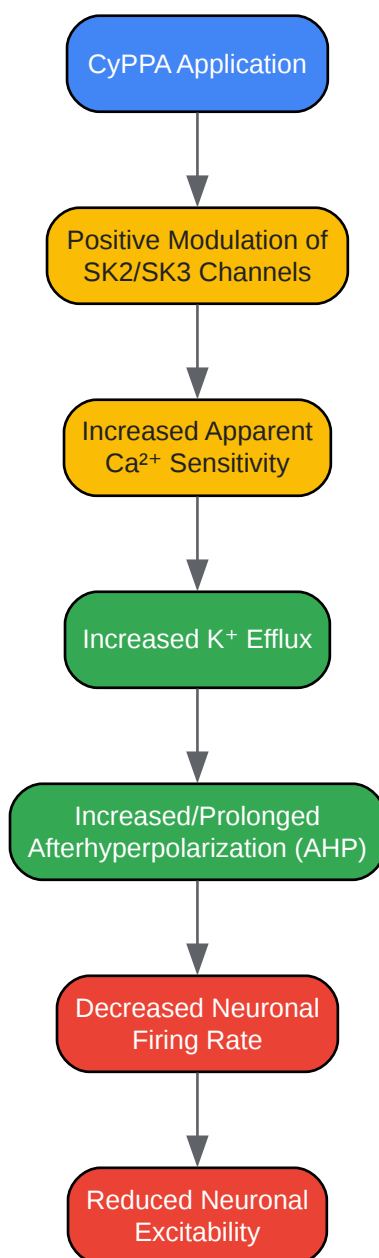 CyPPA Application
Positive Modulation of
SK2/SK3 Channels
Increased Apparent
Ca²⁺ Sensitivity
Increased K⁺ Efflux
Increased/Prolonged
Afterhyperpolarization (AHP)
Decreased Neuronal
Firing Rate
Reduced Neuronal
Excitability